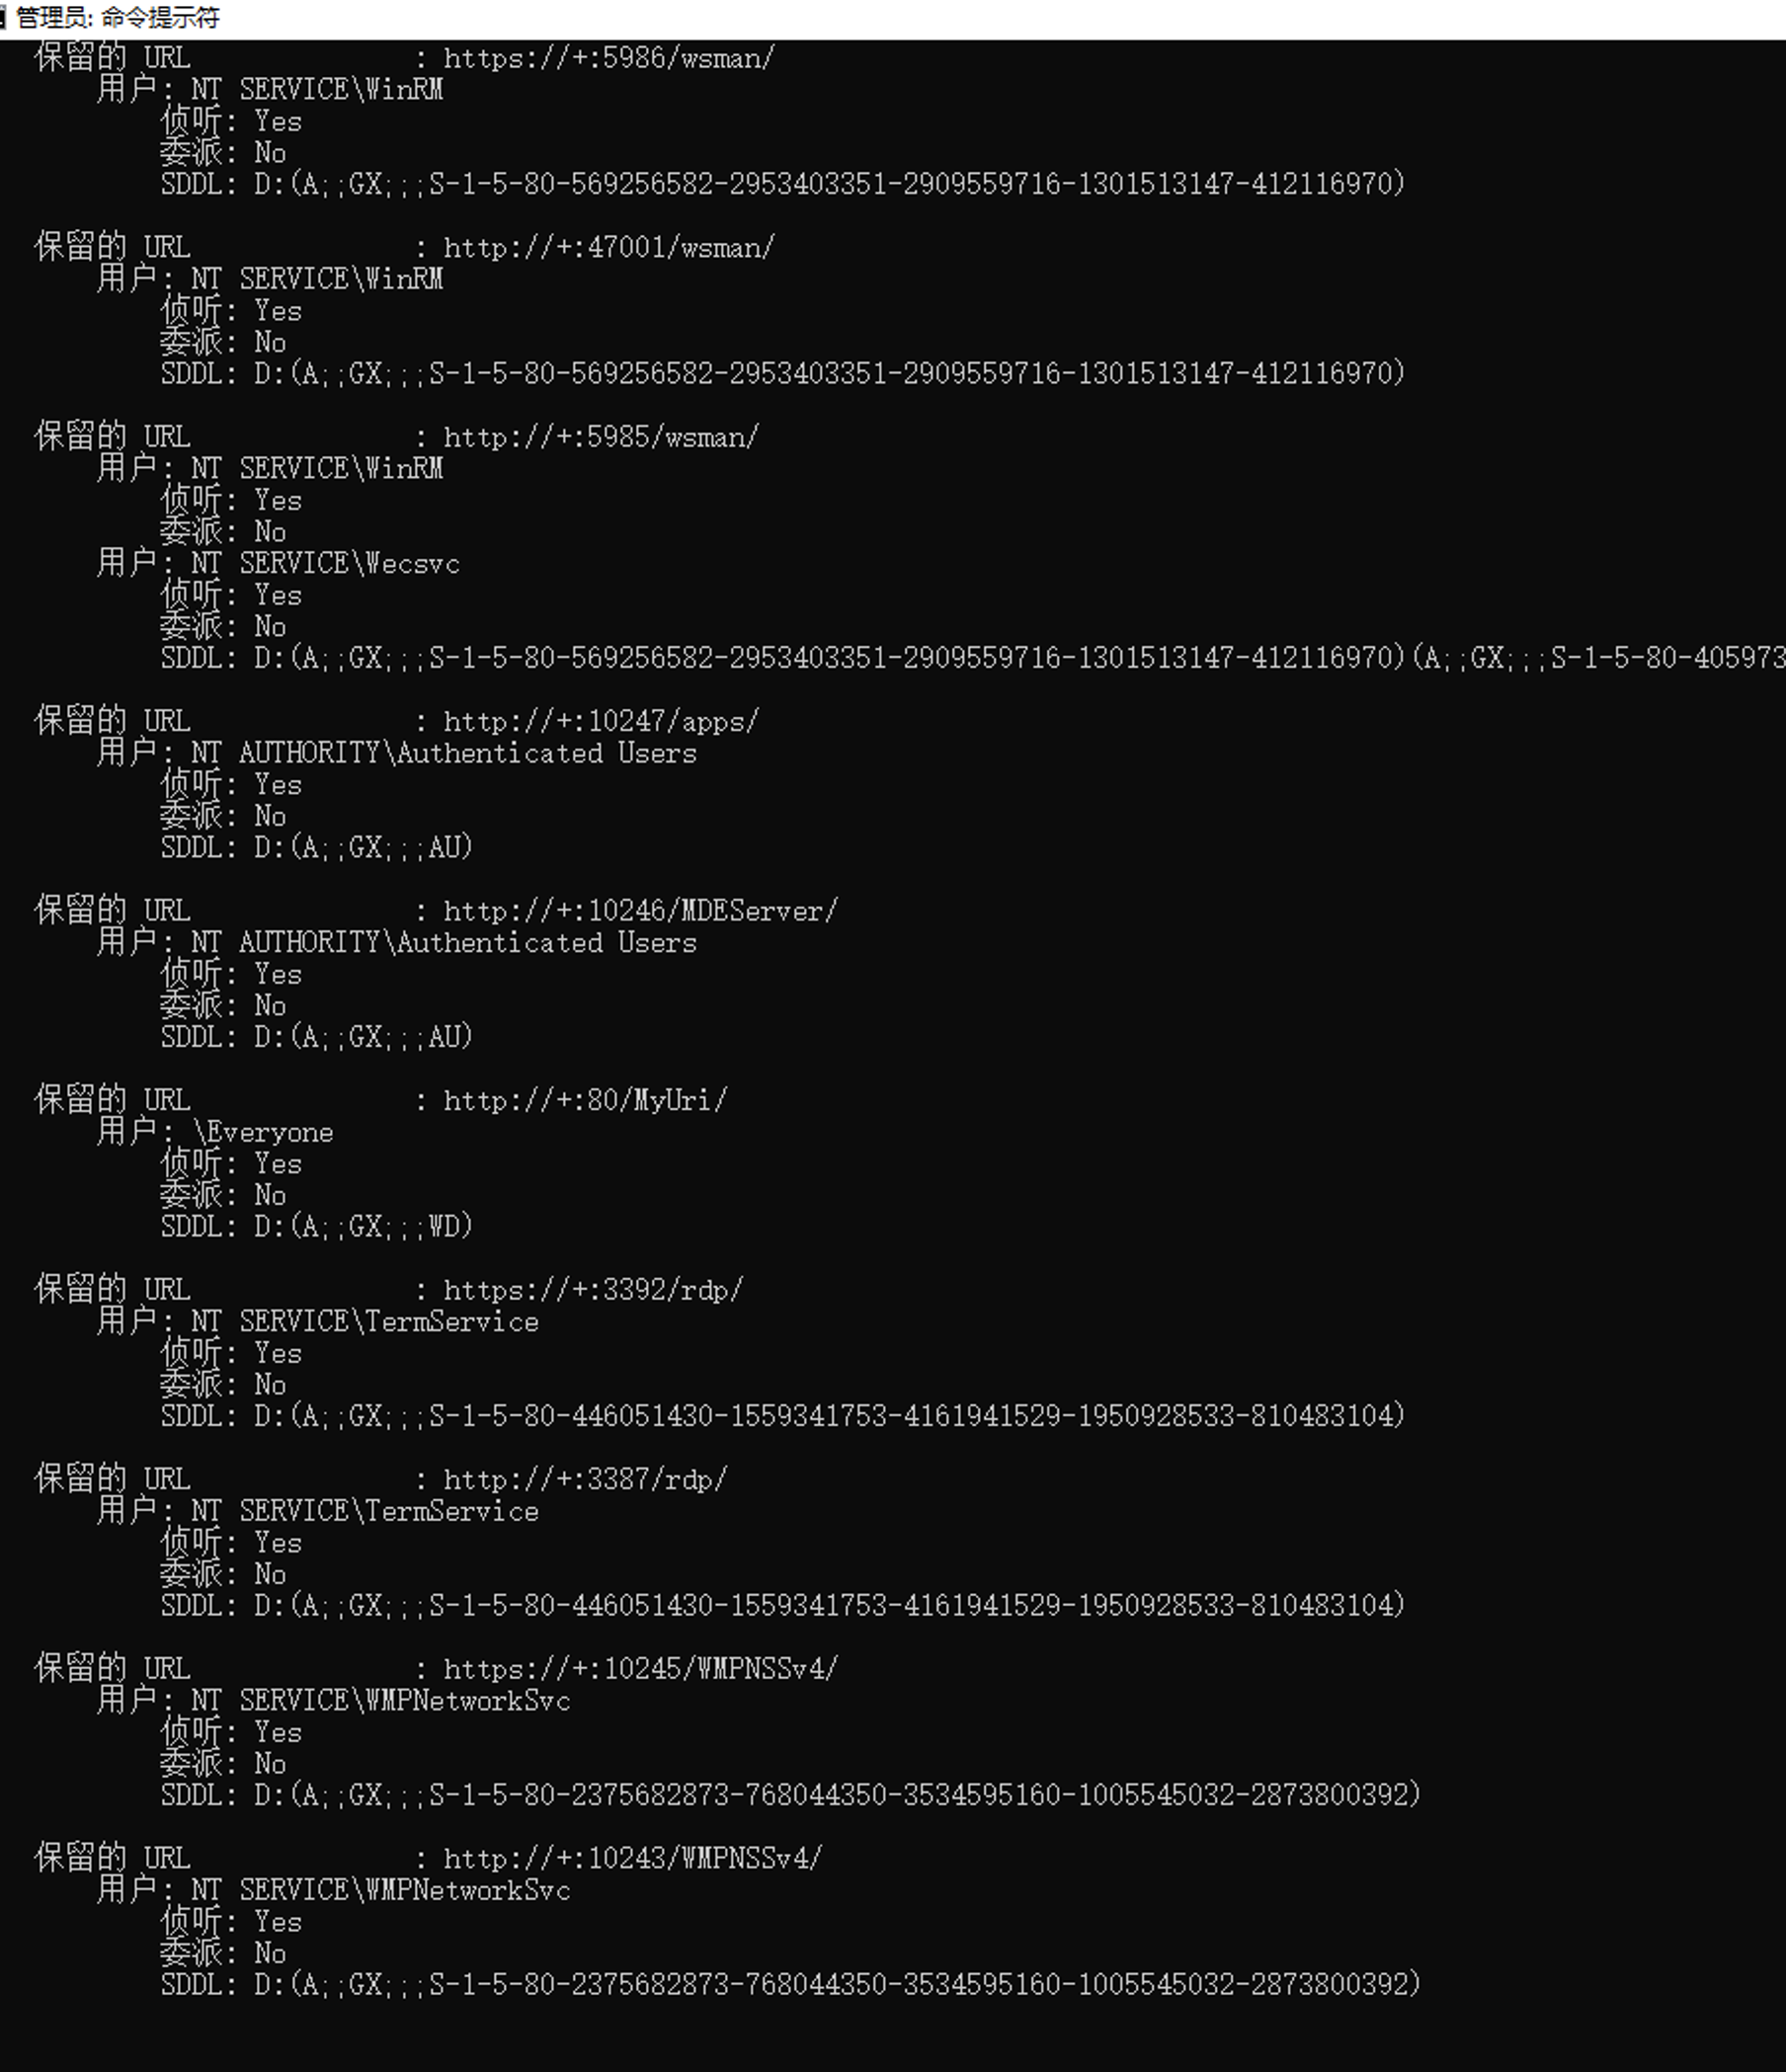 管理员: 命令提示符
保留的 URL : https://+:5986/wsman/
用户: NT SERVICE\WinRM
侦听: Yes
委派: No
SDDL: D:(A;;GX;;;S-1-5-80-569256582-2953403351-2909559716-1301513147-412116970)
保留的 URL : http://+:47001/wsman/
用户: NT SERVICE\WinRM
侦听: Yes
委派: No
SDDL: D:(A;;GX;;;S-1-5-80-569256582-2953403351-2909559716-1301513147-412116970)
保留的 URL : http://+:5985/wsman/
用户: NT SERVICE\WinRM
侦听: Yes
委派: No
用户: NT SERVICE\Wecsvc
侦听: Yes
委派: No
SDDL: D:(A;;GX;;;S-1-5-80-569256582-2953403351-2909559716-1301513147-412116970)(A;;GX;;;S-1-5-80-405973
保留的 URL : http://+:10247/apps/
用户: NT AUTHORITY\Authenticated Users
侦听: Yes
委派: No
SDDL: D:(A;;GX;;;AU)
保留的 URL : http://+:10246/MDEServer/
用户: NT AUTHORITY\Authenticated Users
侦听: Yes
委派: No
SDDL: D:(A;;GX;;;AU)
保留的 URL : http://+:80/MyUri/
用户: \Everyone
侦听: Yes
委派: No
SDDL: D:(A;;GX;;;WD)
保留的 URL : https://+:3392/rdp/
用户: NT SERVICE\TermService
侦听: Yes
委派: No
SDDL: D:(A;;GX;;;S-1-5-80-446051430-1559341753-4161941529-1950928533-810483104)
保留的 URL : http://+:3387/rdp/
用户: NT SERVICE\TermService
侦听: Yes
委派: No
SDDL: D:(A;;GX;;;S-1-5-80-446051430-1559341753-4161941529-1950928533-810483104)
保留的 URL : https://+:10245/WMPNSSv4/
用户: NT SERVICE\WMPNetworkSvc
侦听: Yes
委派: No
SDDL: D:(A;;GX;;;S-1-5-80-2375682873-768044350-3534595160-1005545032-2873800392)
保留的 URL : http://+:10243/WMPNSSv4/
用户: NT SERVICE\WMPNetworkSvc
侦听: Yes
委派: No
SDDL: D:(A;;GX;;;S-1-5-80-2375682873-768044350-3534595160-1005545032-2873800392)